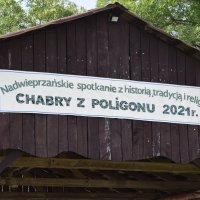 Nadwieprzańskie spotkanie z historią, tradycją i relig
CHABRY Z POLIGONU 2021r.